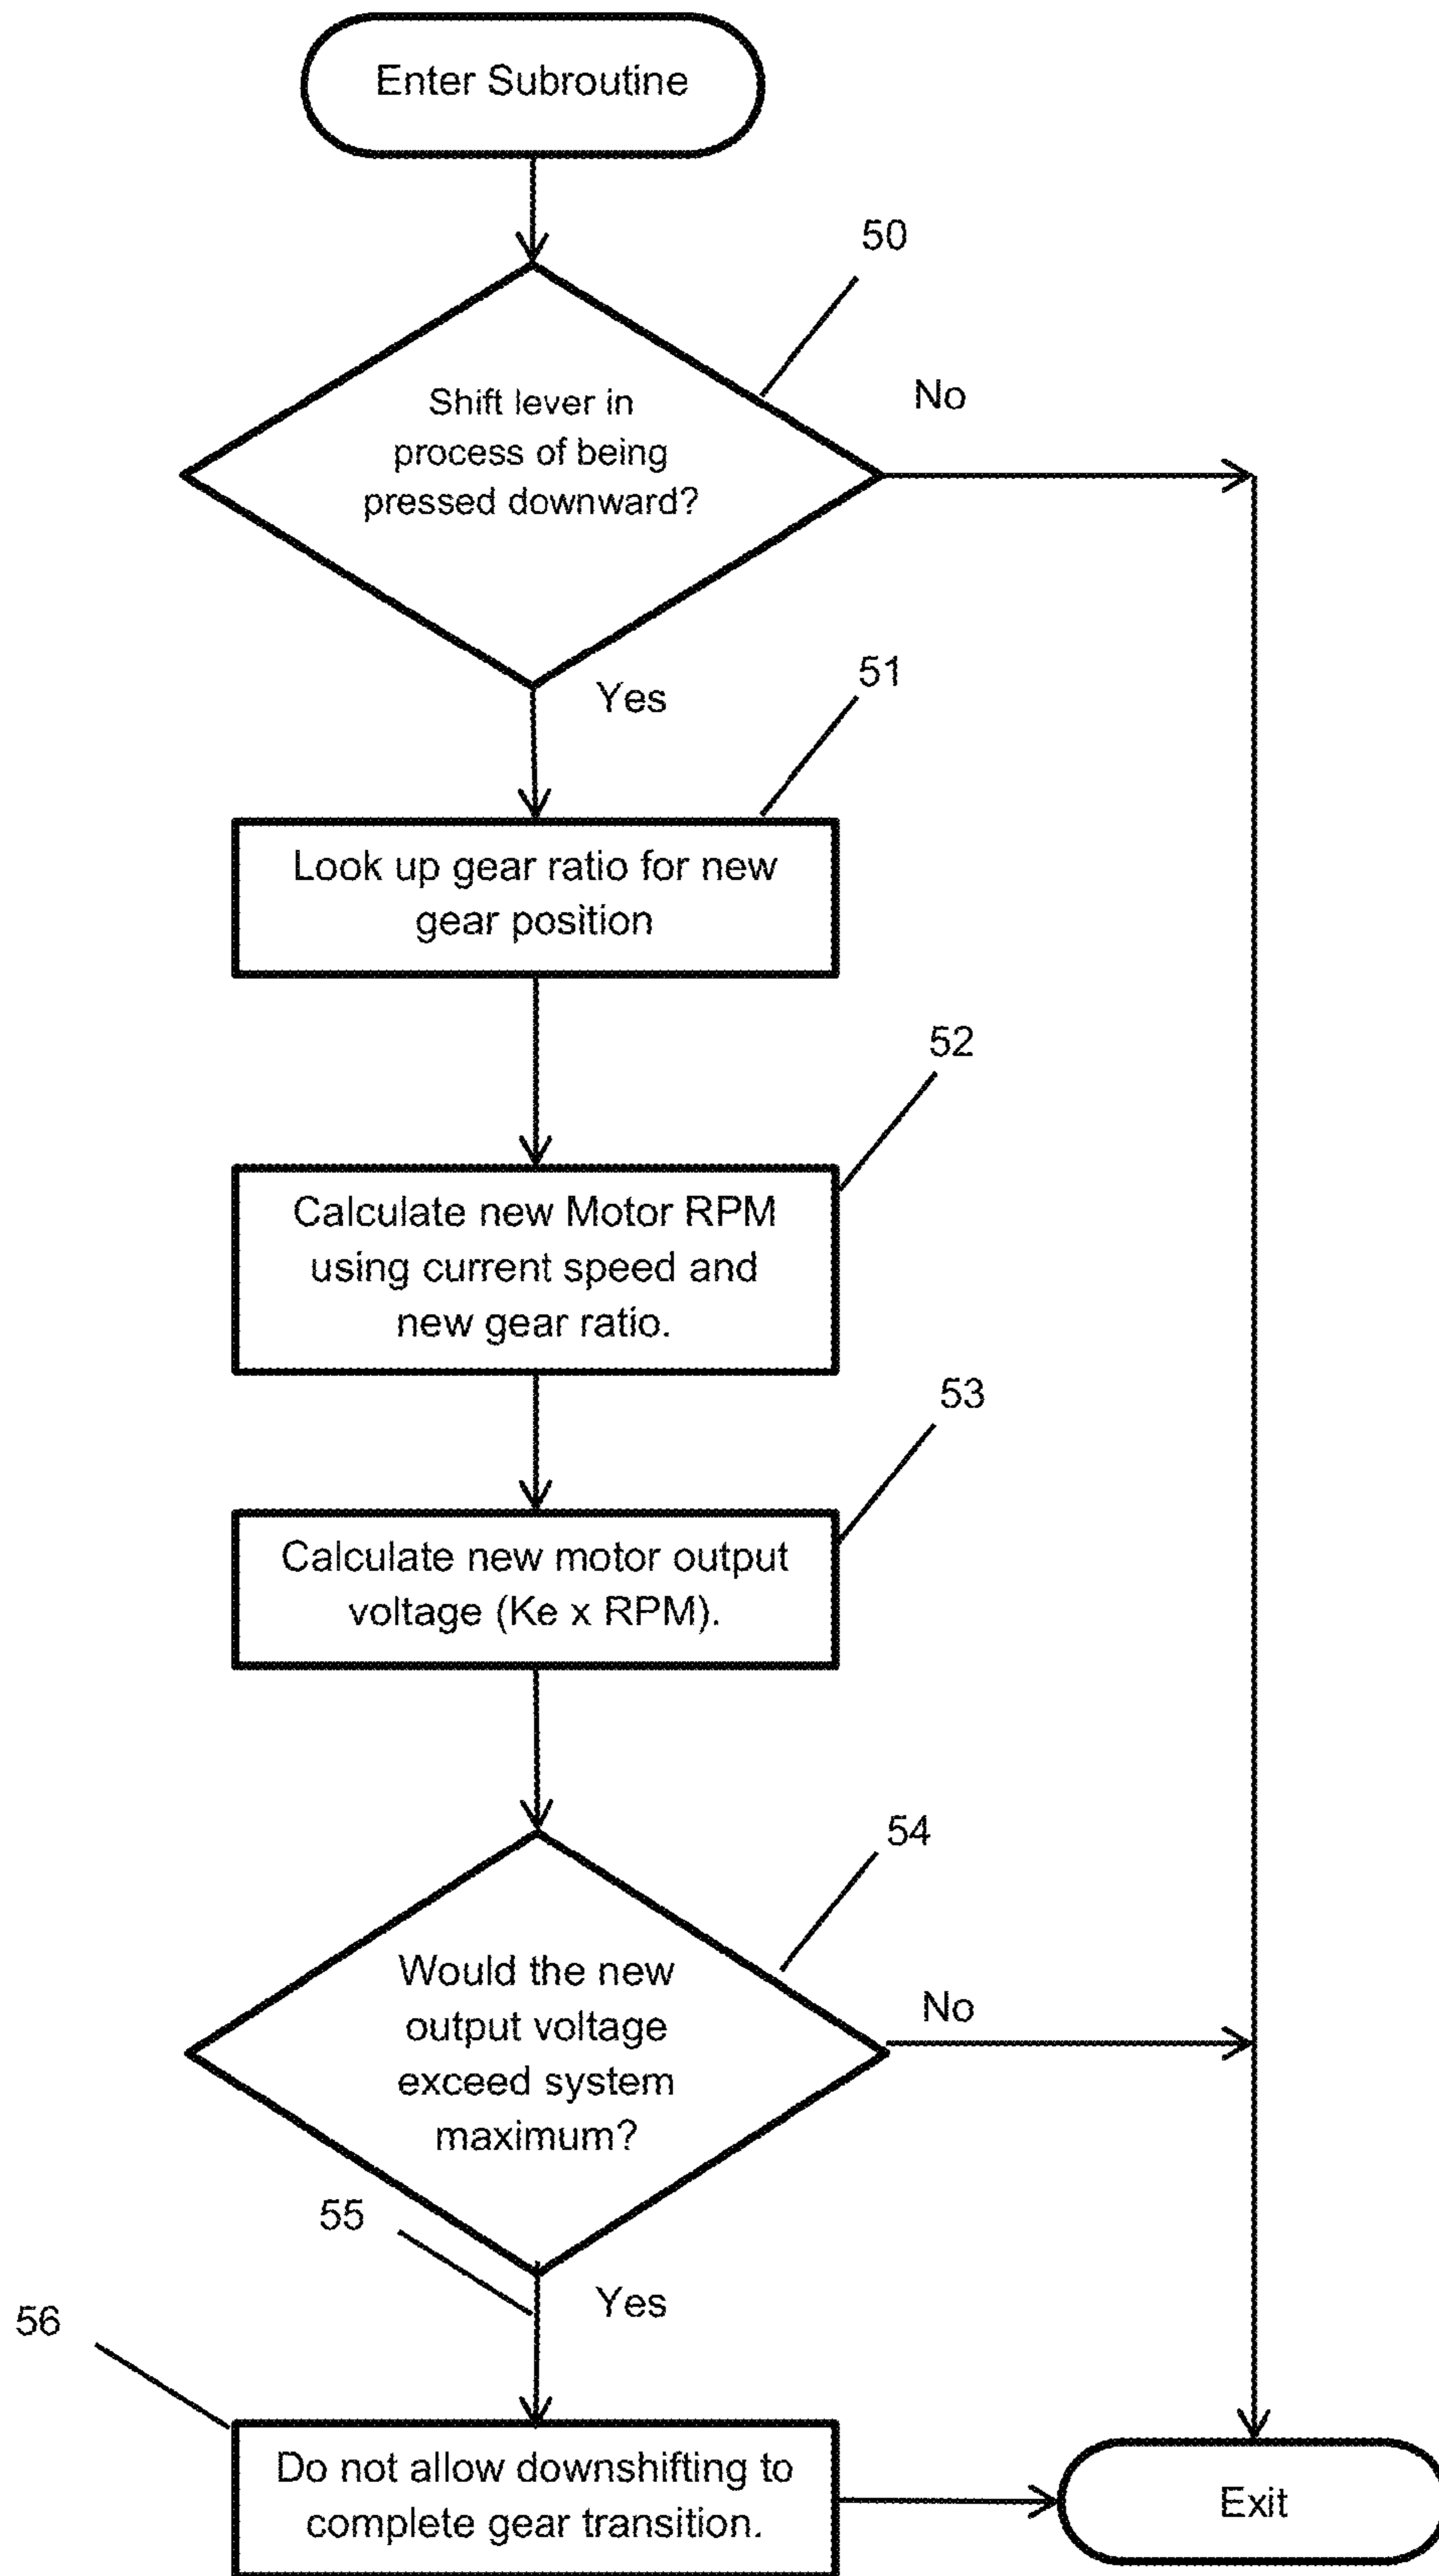 Enter Subroutine
50
No
Shift lever in
process of being
pressed downward?
Yes
51
Look up gear ratio for new
gear position
52
Calculate new Motor RPM
using current speed and
new gear ratio.
53
Calculate new motor output
voltage (Ke x RPM).
54
Would the new
output voltage
exceed system
maximum?
No
55
Yes
56
Do not allow downshifting to
complete gear transition.
Exit